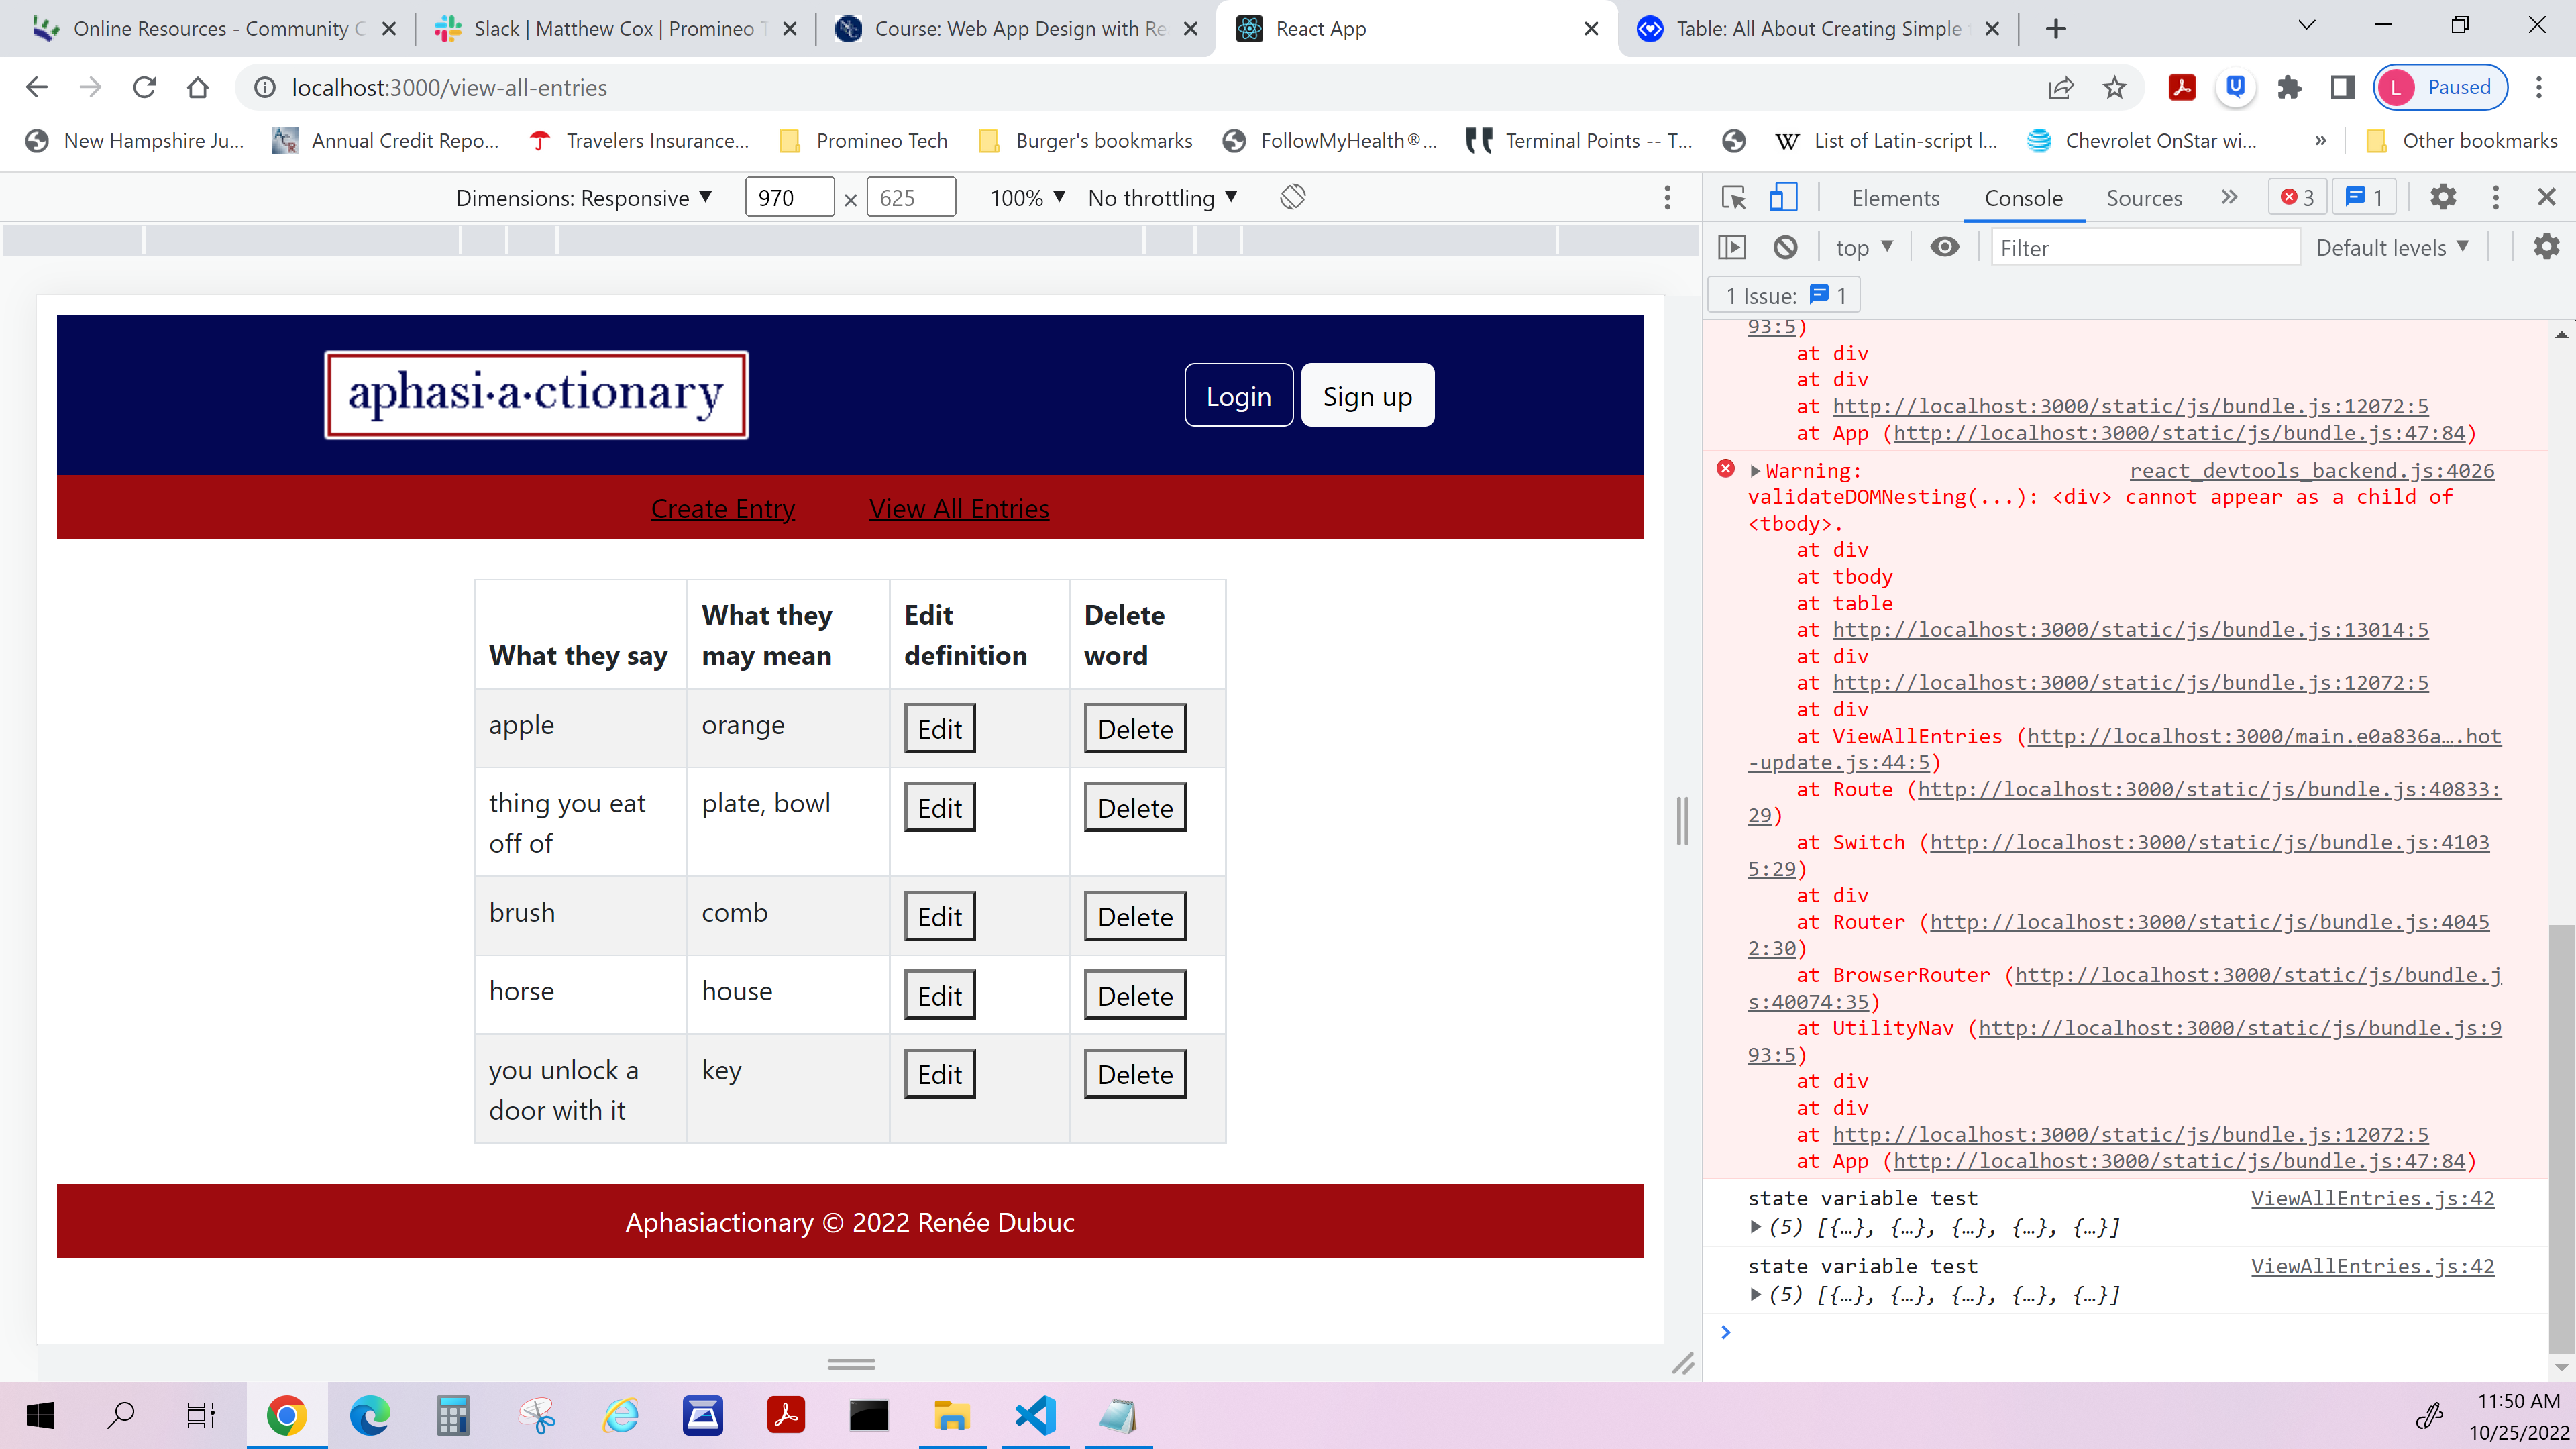 Online Resources - Community C
Slack | Matthew Cox | Promineo T
Course: Web App Design with Re
React App
Table: All About Creating Simple t
localhost:3000/view-all-entries
L Paused
New Hampshire Ju...
Annual Credit Repo...
Travelers Insurance...
Promineo Tech
Burger's bookmarks
FollowMyHealth®...
Terminal Points -- T...
W List of Latin-script l...
Chevrolet OnStar wi...
»
Other bookmarks
Dimensions: Responsive ▼ 970 × 625 100% ▼ No throttling ▼
Elements Console Sources » 3 1
top ▼ Filter Default levels ▼
1 Issue: 1
aphasi·a·ctionary
Login Sign up
Create Entry View All Entries
What they say What they may mean Edit definition Delete word
apple orange Edit Delete
thing you eat off of plate, bowl Edit Delete
brush comb Edit Delete
horse house Edit Delete
you unlock a door with it key Edit Delete
Aphasiactionary © 2022 Renée Dubuc
93:5)
at div
at div
at http://localhost:3000/static/js/bundle.js:12072:5
at App (http://localhost:3000/static/js/bundle.js:47:84)
Warning: react_devtools_backend.js:4026
validateDOMNesting(...): <div> cannot appear as a child of
<tbody>.
at div
at tbody
at table
at http://localhost:3000/static/js/bundle.js:13014:5
at div
at http://localhost:3000/static/js/bundle.js:12072:5
at div
at ViewAllEntries (http://localhost:3000/main.e0a836a….hot
-update.js:44:5)
at Route (http://localhost:3000/static/js/bundle.js:40833:
29)
at Switch (http://localhost:3000/static/js/bundle.js:4103
5:29)
at div
at Router (http://localhost:3000/static/js/bundle.js:4045
2:30)
at BrowserRouter (http://localhost:3000/static/js/bundle.j
s:40074:35)
at UtilityNav (http://localhost:3000/static/js/bundle.js:9
93:5)
at div
at div
at http://localhost:3000/static/js/bundle.js:12072:5
at App (http://localhost:3000/static/js/bundle.js:47:84)
state variable test ViewAllEntries.js:42
(5) [{…}, {…}, {…}, {…}, {…}]
state variable test ViewAllEntries.js:42
(5) [{…}, {…}, {…}, {…}, {…}]
11:50 AM
10/25/2022